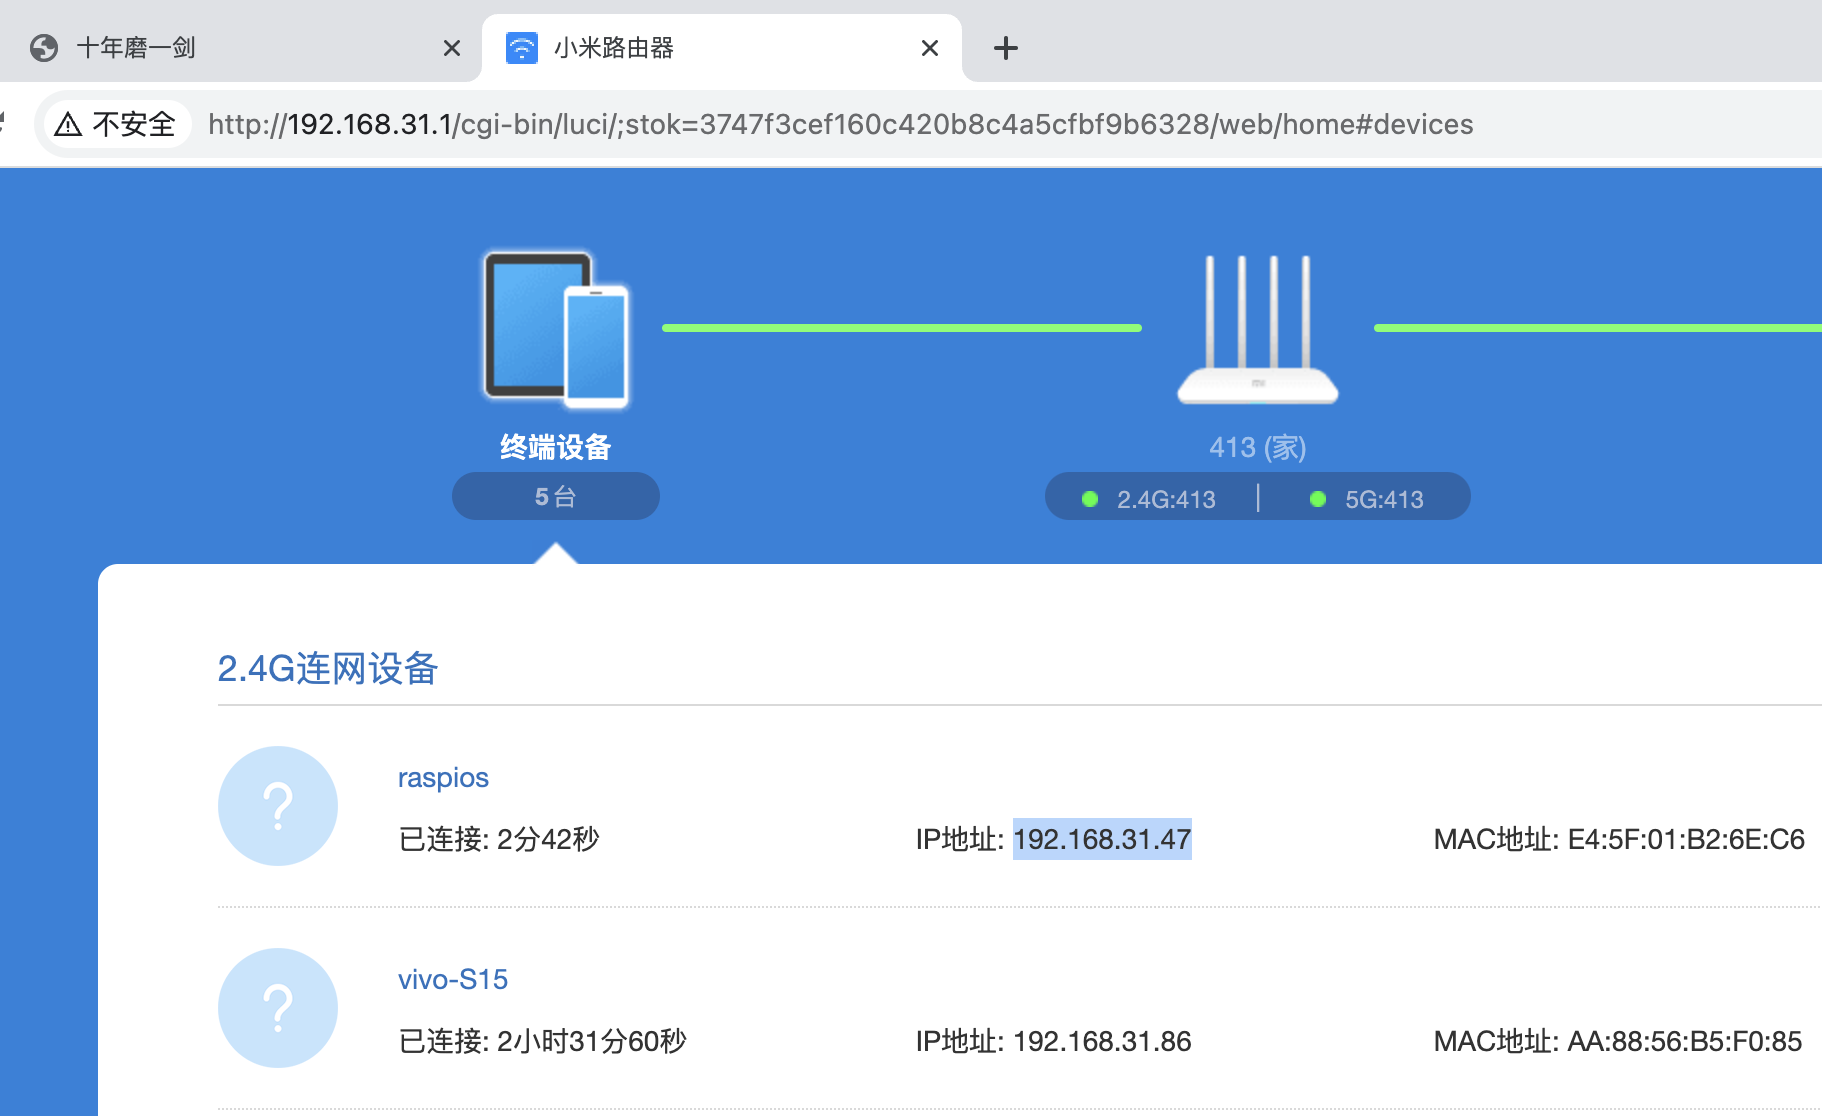 十年磨一剑
小米路由器
不安全 http://192.168.31.1/cgi-bin/luci/;stok=3747f3cef160c420b8c4a5cfbf9b6328/web/home#devices
mi
终端设备
413 (家)
5台
2.4G:413 | 5G:413
2.4G连网设备
?
raspios
已连接: 2分42秒 IP地址: 192.168.31.47 MAC地址: E4:5F:01:B2:6E:C6
?
vivo-S15
已连接: 2小时31分60秒 IP地址: 192.168.31.86 MAC地址: AA:88:56:B5:F0:85